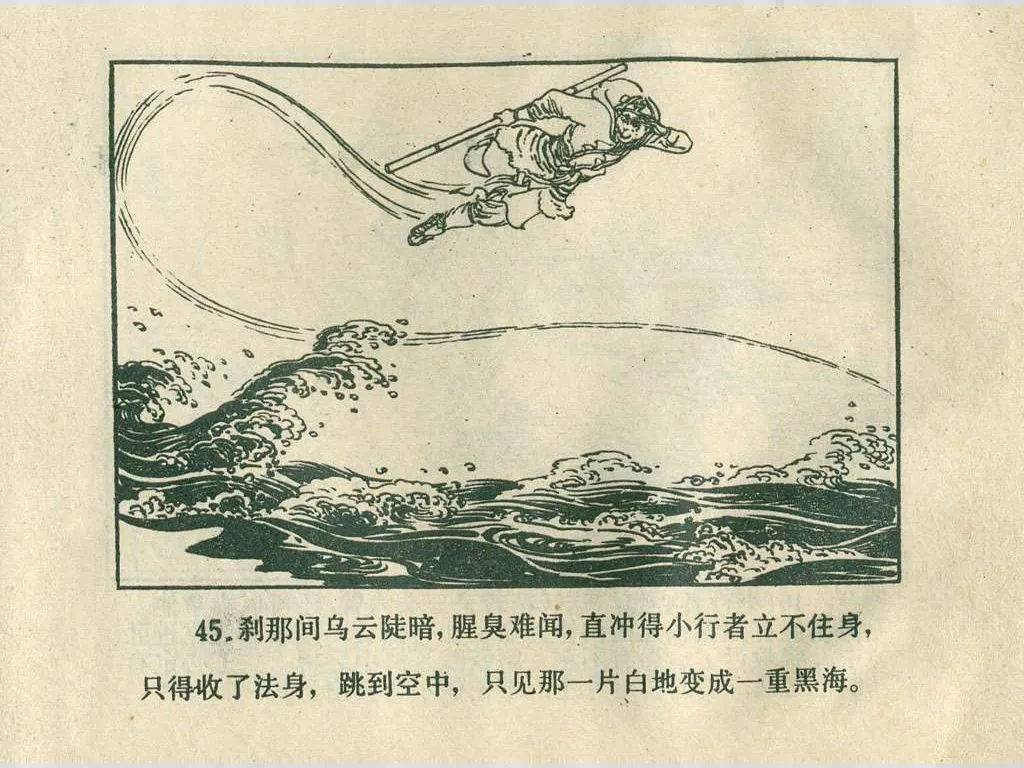 45.刹那间乌云陡暗,腥臭难闻,直冲得小行者立不住身,
只得收了法身，跳到空中，只见那一片白地变成一重黑海。